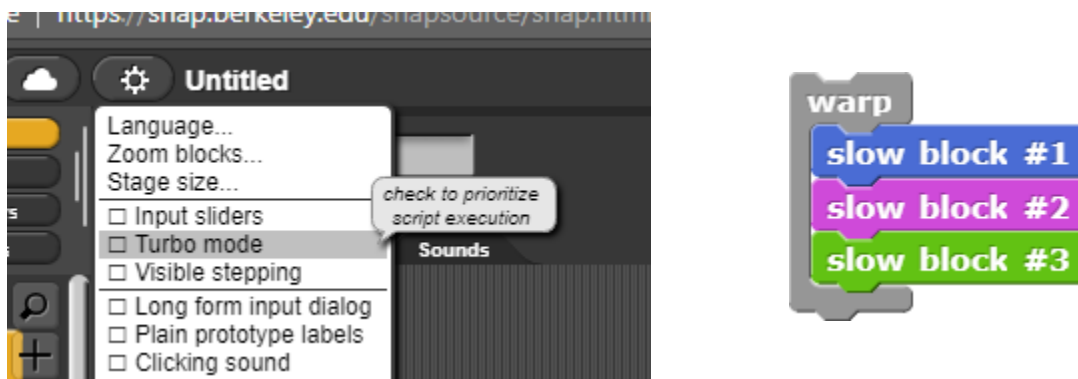 https://snap.berkeley.edu/snapsource/snap.html
Untitled
Language...
Zoom blocks...
Stage size...
Input sliders
Turbo mode
Visible stepping
Long form input dialog
Plain prototype labels
Clicking sound
check to prioritize
script execution
Sounds
warp
slow block #1
slow block #2
slow block #3